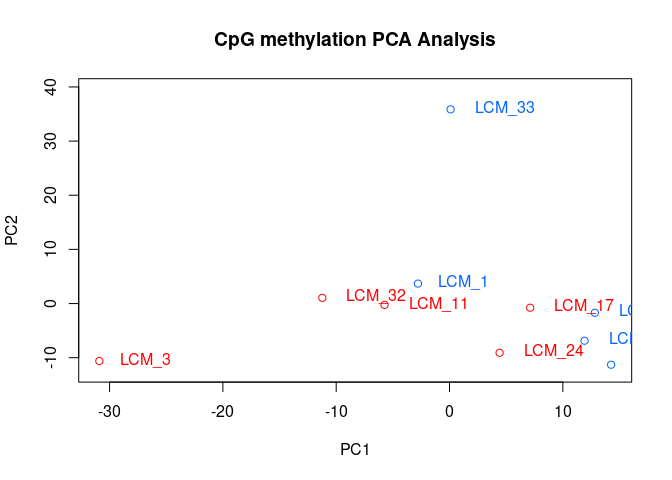 CpG methylation PCA Analysis
40
LCM_33
30
20
PC2
10
LCM_1
LCM_32
LCM_11
LCM_17
0
LCM_24
LCM_3
-10
-30
-20
-10
0
10
PC1